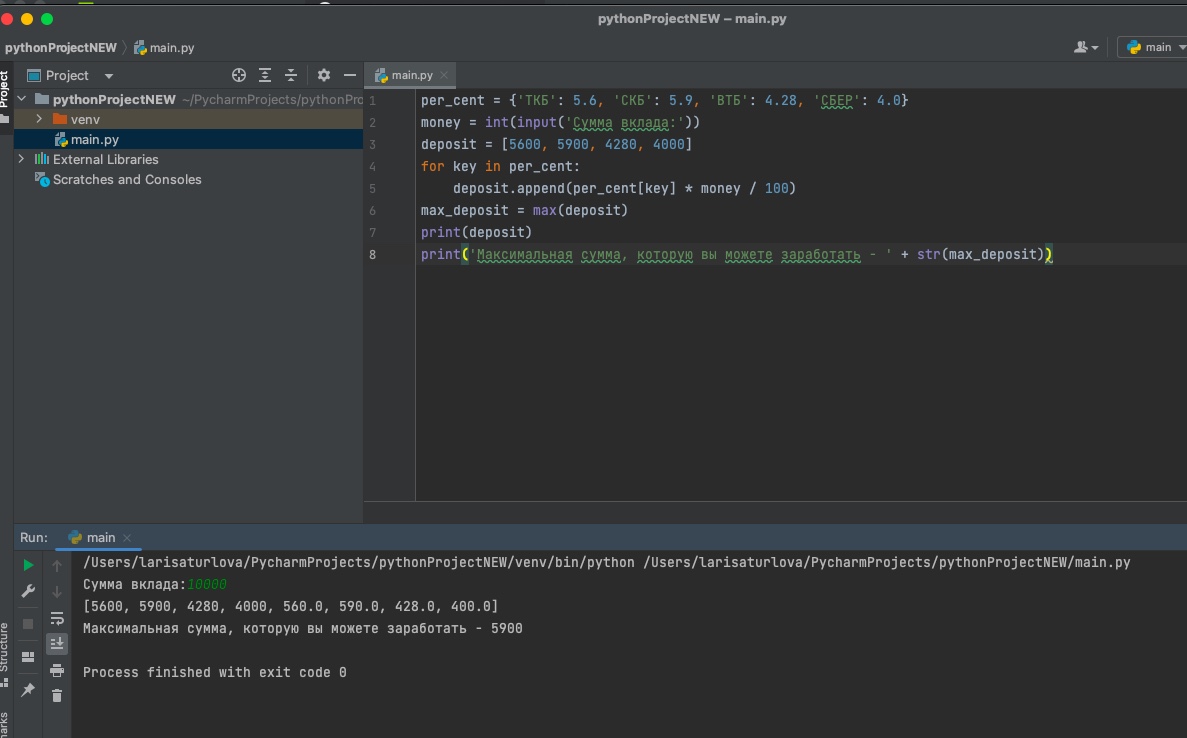 pythonProjectNEW – main.py
pythonProjectNEW main.py
main
Project
Project
main.py
pythonProjectNEW ~/PycharmProjects/pythonPro
venv
main.py
External Libraries
Scratches and Consoles
1 per_cent = {'ТКБ': 5.6, 'СКБ': 5.9, 'ВТБ': 4.28, 'СБЕР': 4.0}
2 money = int(input('Сумма вклада:'))
3 deposit = [5600, 5900, 4280, 4000]
4 for key in per_cent:
5 deposit.append(per_cent[key] * money / 100)
6 max_deposit = max(deposit)
7 print(deposit)
8 print('Максимальная сумма, которую вы можете заработать - ' + str(max_deposit))
Run: main
/Users/larisaturlova/PycharmProjects/pythonProjectNEW/venv/bin/python /Users/larisaturlova/PycharmProjects/pythonProjectNEW/main.py
Сумма вклада:10000
[5600, 5900, 4280, 4000, 560.0, 590.0, 428.0, 400.0]
Максимальная сумма, которую вы можете заработать - 5900
Process finished with exit code 0
Structure